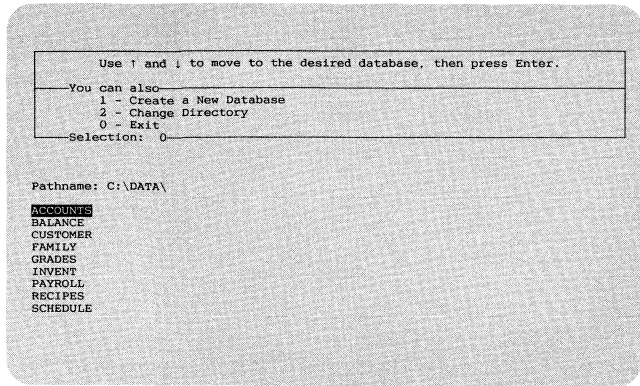 Use ↑ and ↓ to move to the desired database, then press Enter.
You can also
1 - Create a New Database
2 - Change Directory
0 - Exit
Selection: 0
Pathname: C:\DATA\
ACCOUNTS
BALANCE
CUSTOMER
FAMILY
GRADES
INVENT
PAYROLL
RECIPES
SCHEDULE